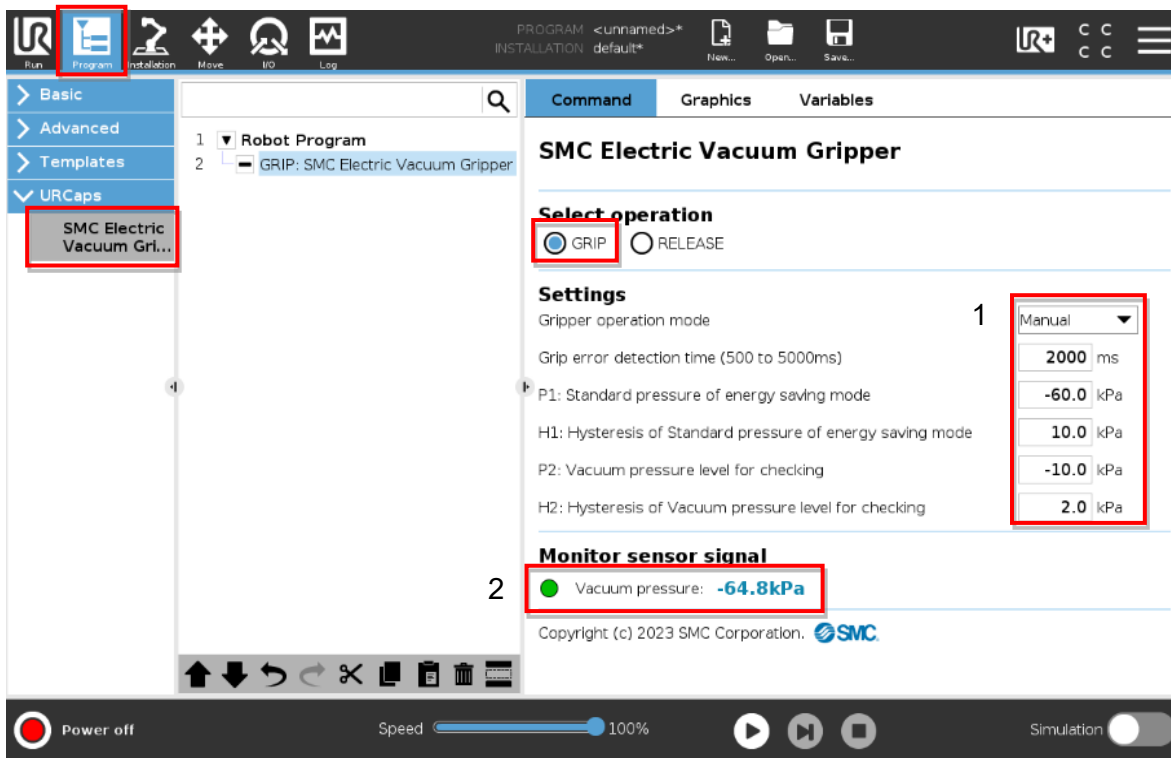 PROGRAM <unnamed>*
INSTALLATION default*
Run Program Installation Move I/O Log New... Open... Save...
UR+ C C
C C
Basic
Advanced
Templates
URCaps
SMC Electric
Vacuum Gri...
1 Robot Program
2 GRIP: SMC Electric Vacuum Gripper
Command Graphics Variables
SMC Electric Vacuum Gripper
Select operation
GRIP RELEASE
Settings
1
Gripper operation mode Manual
Grip error detection time (500 to 5000ms) 2000 ms
P1: Standard pressure of energy saving mode -60.0 kPa
H1: Hysteresis of Standard pressure of energy saving mode 10.0 kPa
P2: Vacuum pressure level for checking -10.0 kPa
H2: Hysteresis of Vacuum pressure level for checking 2.0 kPa
Monitor sensor signal
2 Vacuum pressure: -64.8kPa
Copyright (c) 2023 SMC Corporation. SMC.
Power off Speed 100% Simulation